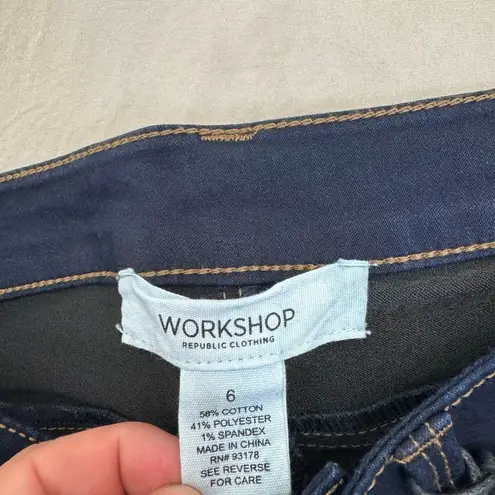 WORKSHOP
REPUBLIC CLOTHING
6
58% COTTON
41% POLYESTER
1% SPANDEX
MADE IN CHINA
RN# 93178
SEE REVERSE
FOR CARE